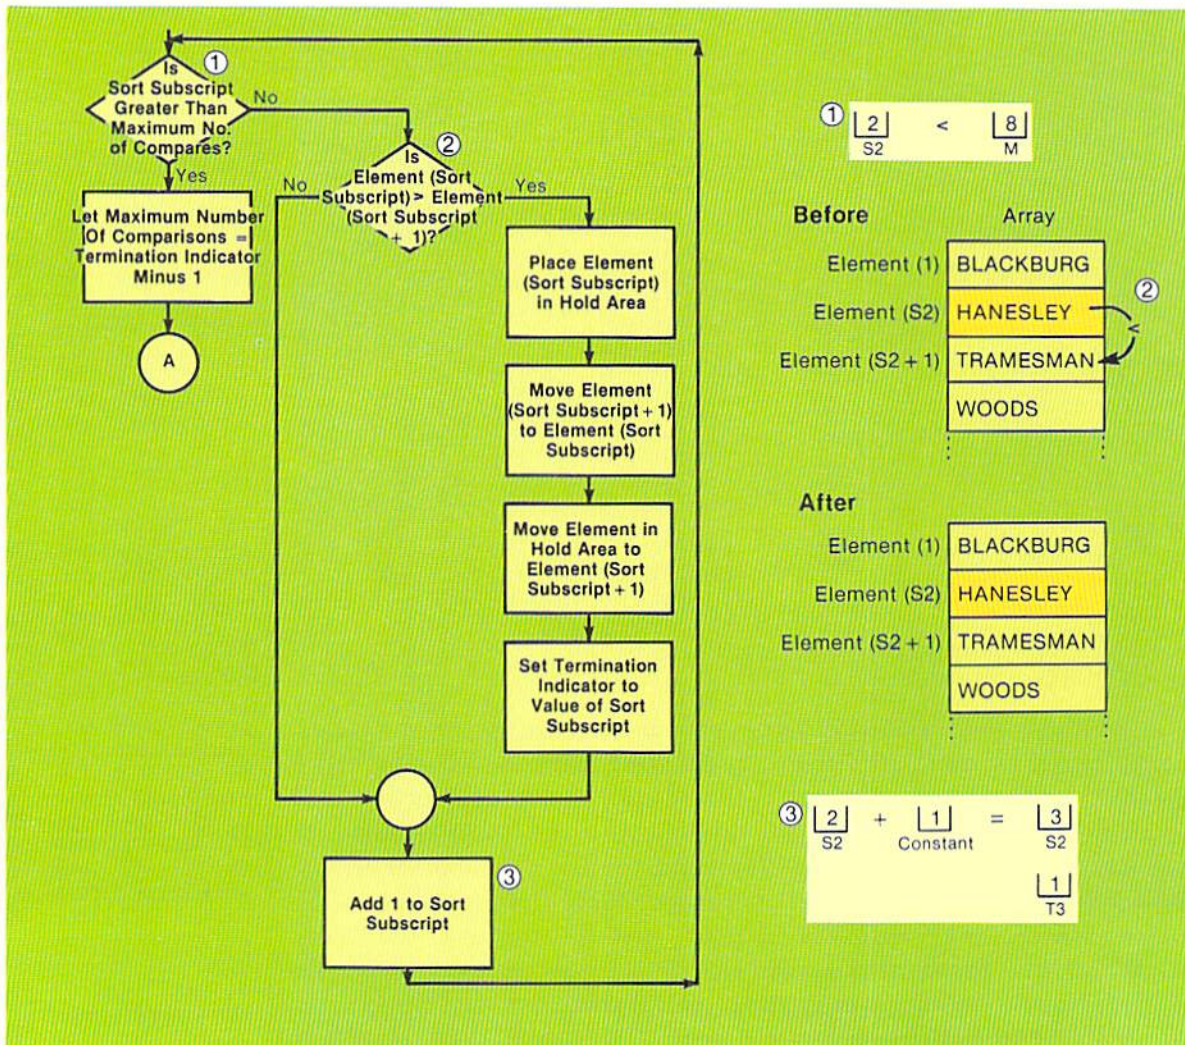 ①
Is
Sort Subscript
Greater Than
Maximum No.
of Compares?
No
Yes
Let Maximum Number
Of Comparisons =
Termination Indicator
Minus 1
A
②
Is
Element (Sort
Subscript) > Element
(Sort Subscript
+ 1)?
No
Yes
Place Element
(Sort Subscript)
in Hold Area
Move Element
(Sort Subscript + 1)
to Element (Sort
Subscript)
Move Element in
Hold Area to
Element (Sort
Subscript + 1)
Set Termination
Indicator to
Value of Sort
Subscript
③
Add 1 to Sort
Subscript
① 2 < 8
S2 M
Before Array
Element (1) BLACKBURG
②
Element (S2) HANESLEY
<
Element (S2 + 1) TRAMESMAN
WOODS
After
Element (1) BLACKBURG
Element (S2) HANESLEY
Element (S2 + 1) TRAMESMAN
WOODS
③ 2 + 1 = 3
S2 Constant S2
1
T3